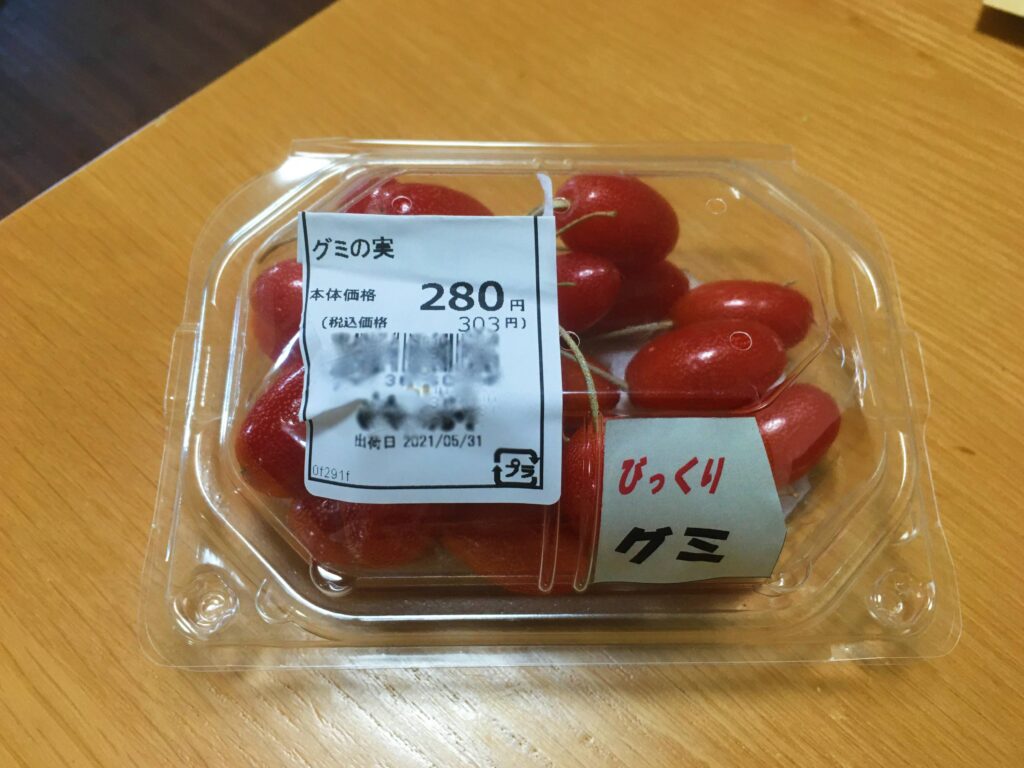 グミの実
本体価格 280円
(税込価格 303円)
出荷日 2021/05/31
0f291f
プラ
びっくり
グミ